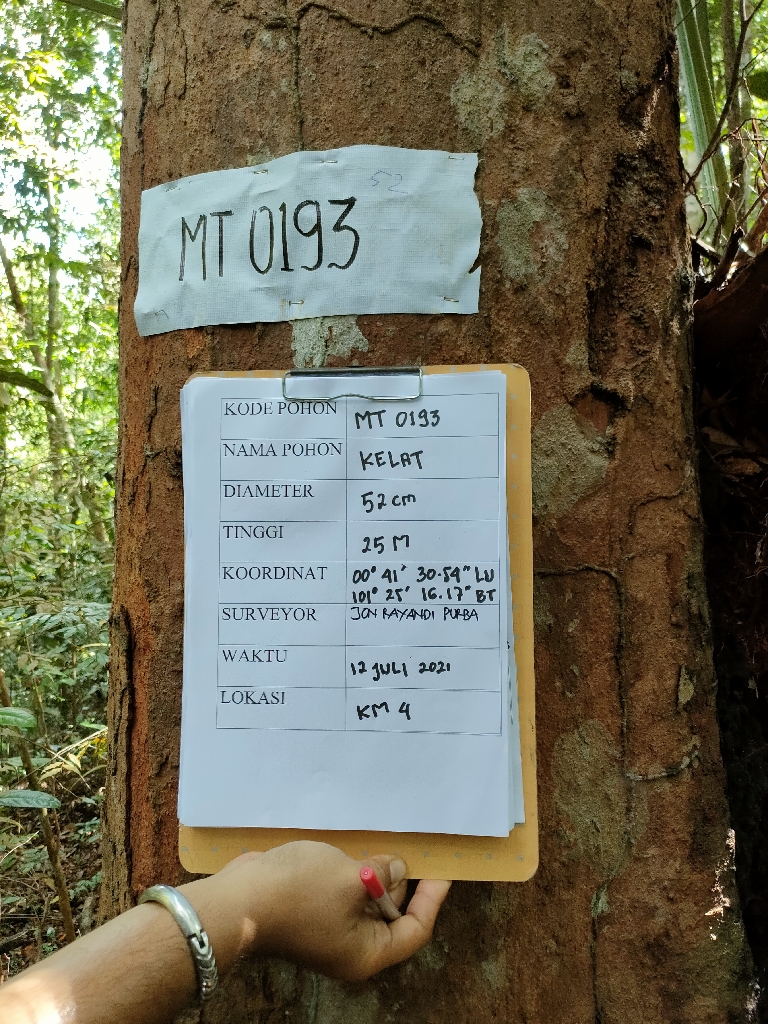 52
MT 0193
KODE POHON MT 0193
NAMA POHON KELAT
DIAMETER 52 cm
TINGGI 25 M
KOORDINAT 00° 41' 30.54" LU
101° 25' 16.17" BT
SURVEYOR JON RAYANDI PURBA
WAKTU 12 JULI 2021
LOKASI KM 4